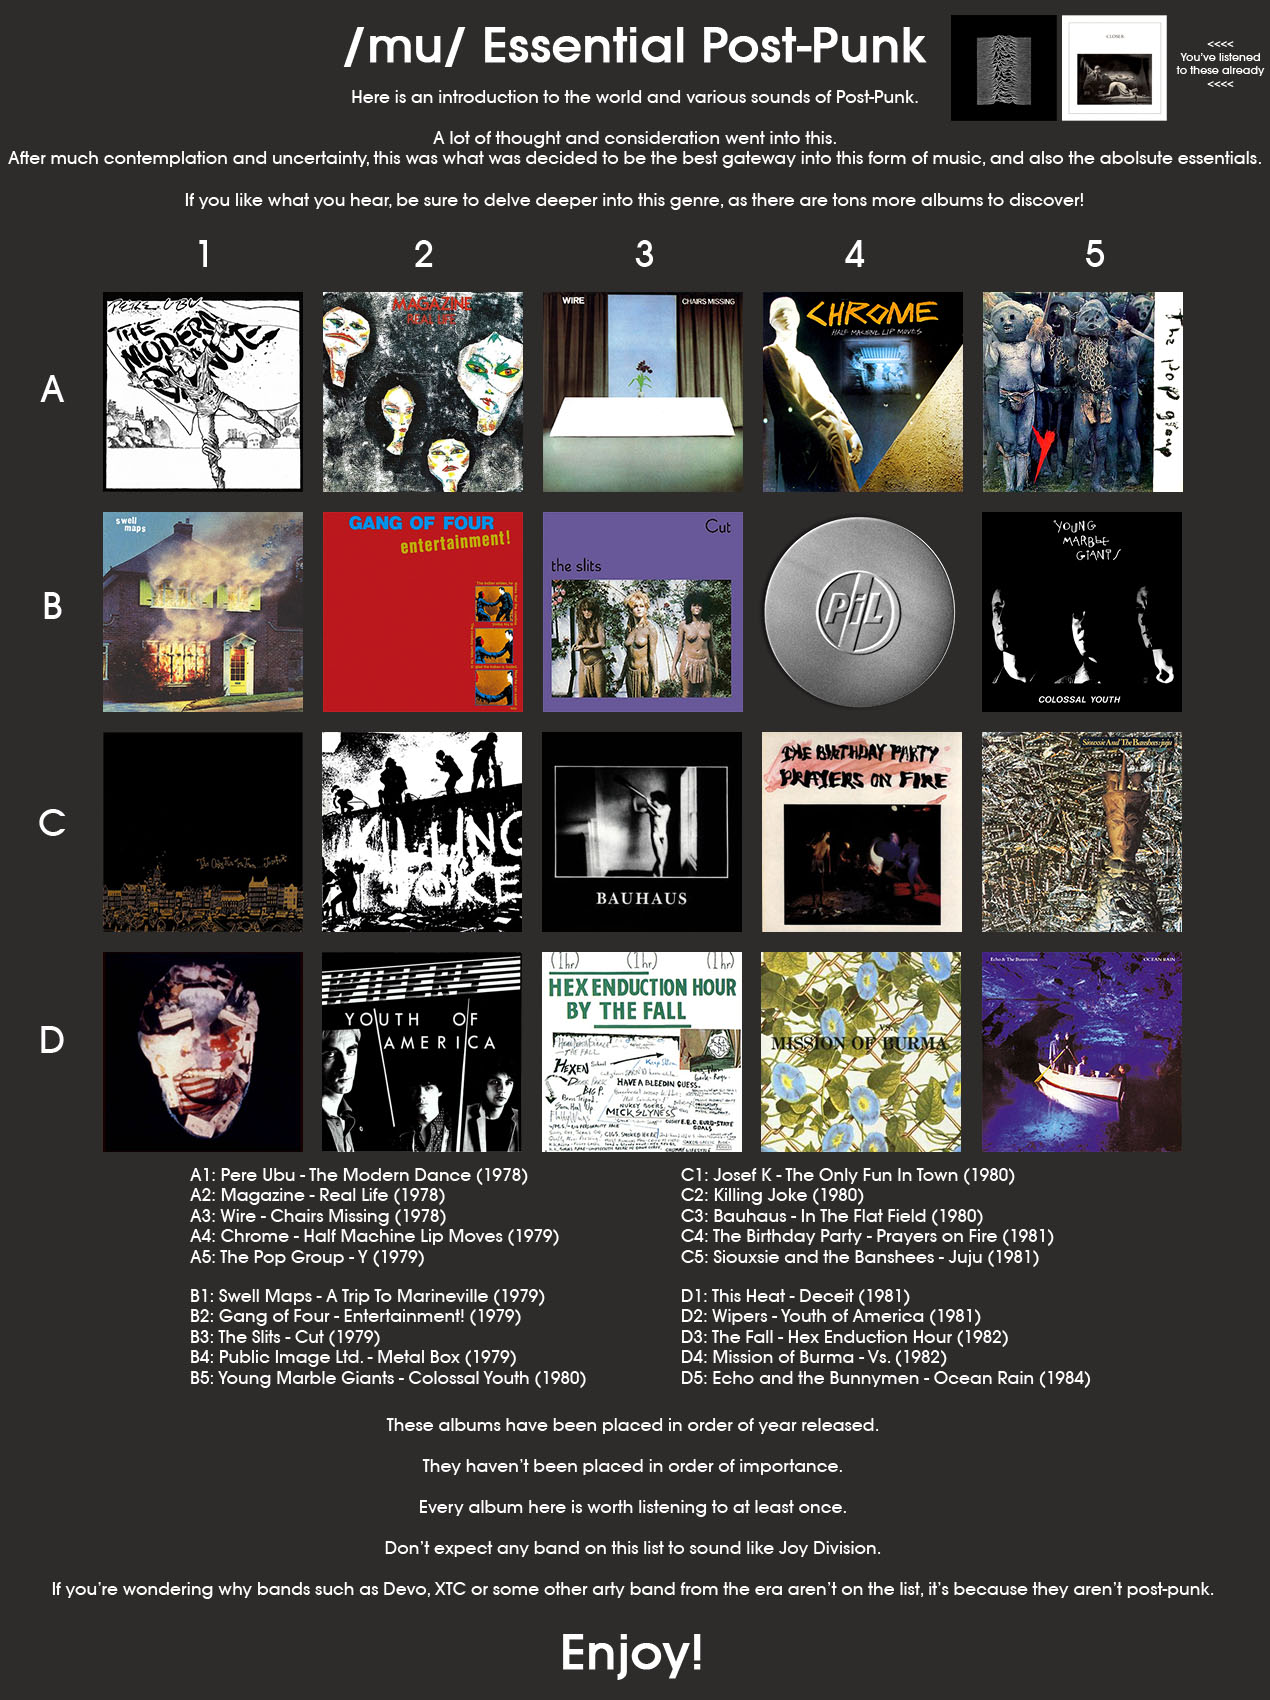 /mu/ Essential Post-Punk
<<<<
You've listened
to these already
<<<<
CLOSER
Here is an introduction to the world and various sounds of Post-Punk.
A lot of thought and consideration went into this.
After much contemplation and uncertainty, this was what was decided to be the best gateway into this form of music, and also the abolsute essentials.
If you like what you hear, be sure to delve deeper into this genre, as there are tons more albums to discover!
1 2 3 4 5
A
PERE UBU
THE MODERN DANCE
MAGAZINE
REAL LIFE
WIRE CHAIRS MISSING
CHROME
HALF MACHINE LIP MOVES
the pop group
Y
B
swell
maps
GANG OF FOUR
entertainment!
Cut
the slits
PiL
YOUNG
MARBLE
GIANTS
COLOSSAL YOUTH
C
KILLING
JOKE
BAUHAUS
THE BIRTHDAY PARTY
PRAYERS ON FIRE
Siouxsie And The Banshees juju
D
WIPERS
YOUTH OF
AMERICA
(1hr) (1hr) (1hr)
HEX ENDUCTION HOUR
BY THE FALL
HEXEN
HAVE A BLEEDIN GUESS.
MICK SLYNESS
VS.
MISSION OF BURMA
Echo & The Bunnymen OCEAN RAIN
A1: Pere Ubu - The Modern Dance (1978)
A2: Magazine - Real Life (1978)
A3: Wire - Chairs Missing (1978)
A4: Chrome - Half Machine Lip Moves (1979)
A5: The Pop Group - Y (1979)
B1: Swell Maps - A Trip To Marineville (1979)
B2: Gang of Four - Entertainment! (1979)
B3: The Slits - Cut (1979)
B4: Public Image Ltd. - Metal Box (1979)
B5: Young Marble Giants - Colossal Youth (1980)
C1: Josef K - The Only Fun In Town (1980)
C2: Killing Joke (1980)
C3: Bauhaus - In The Flat Field (1980)
C4: The Birthday Party - Prayers on Fire (1981)
C5: Siouxsie and the Banshees - Juju (1981)
D1: This Heat - Deceit (1981)
D2: Wipers - Youth of America (1981)
D3: The Fall - Hex Enduction Hour (1982)
D4: Mission of Burma - Vs. (1982)
D5: Echo and the Bunnymen - Ocean Rain (1984)
These albums have been placed in order of year released.
They haven't been placed in order of importance.
Every album here is worth listening to at least once.
Don't expect any band on this list to sound like Joy Division.
If you're wondering why bands such as Devo, XTC or some other arty band from the era aren't on the list, it's because they aren't post-punk.
Enjoy!